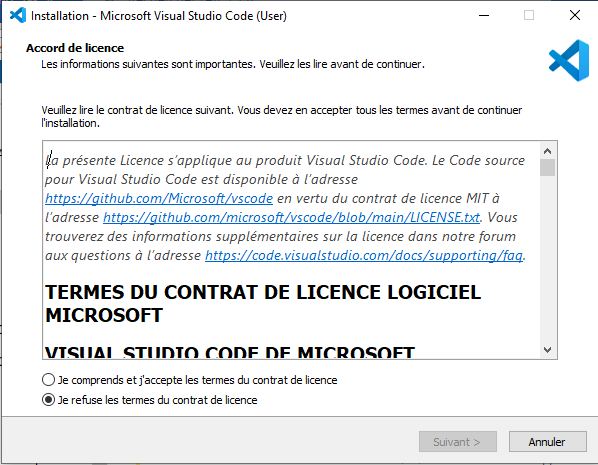 Installation - Microsoft Visual Studio Code (User)
Accord de licence
Les informations suivantes sont importantes. Veuillez les lire avant de continuer.
Veuillez lire le contrat de licence suivant. Vous devez en accepter tous les termes avant de continuer
l'installation.
La présente Licence s'applique au produit Visual Studio Code. Le Code source
pour Visual Studio Code est disponible à l'adresse
https://github.com/Microsoft/vscode en vertu du contrat de licence MIT à
l'adresse https://github.com/microsoft/vscode/blob/main/LICENSE.txt. Vous
trouverez des informations supplémentaires sur la licence dans notre forum
aux questions à l'adresse https://code.visualstudio.com/docs/supporting/faq.
TERMES DU CONTRAT DE LICENCE LOGICIEL
MICROSOFT
VISUAL STUDIO CODE DE MICROSOFT
Je comprends et j'accepte les termes du contrat de licence
Je refuse les termes du contrat de licence
Suivant >
Annuler